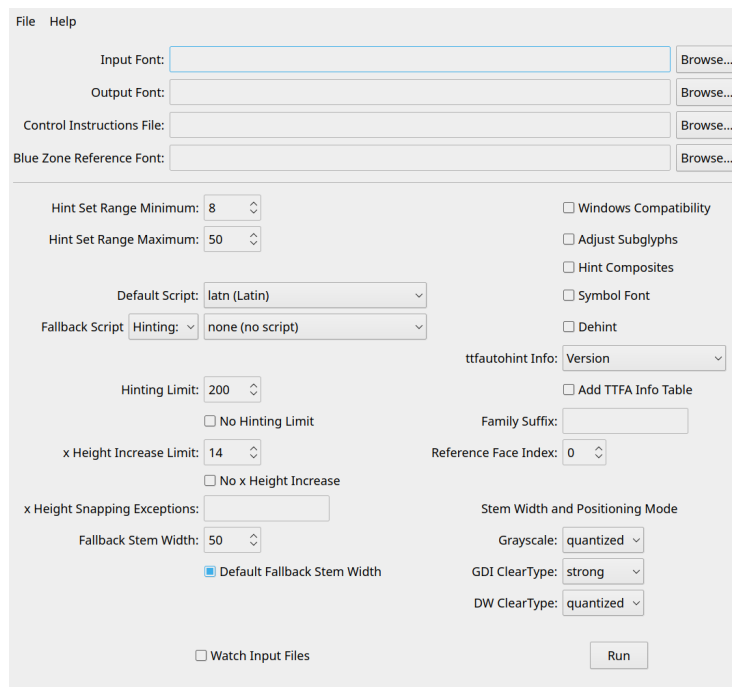 File Help
Input Font: Browse...
Output Font: Browse...
Control Instructions File: Browse...
Blue Zone Reference Font: Browse...
Hint Set Range Minimum: 8 Windows Compatibility
Hint Set Range Maximum: 50 Adjust Subglyphs
Hint Composites
Default Script: latn (Latin) Symbol Font
Fallback Script Hinting: none (no script) Dehint
ttfautohint Info: Version
Hinting Limit: 200 Add TTFA Info Table
No Hinting Limit Family Suffix:
x Height Increase Limit: 14 Reference Face Index: 0
No x Height Increase
x Height Snapping Exceptions: Stem Width and Positioning Mode
Fallback Stem Width: 50 Grayscale: quantized
Default Fallback Stem Width GDI ClearType: strong
DW ClearType: quantized
Watch Input Files Run